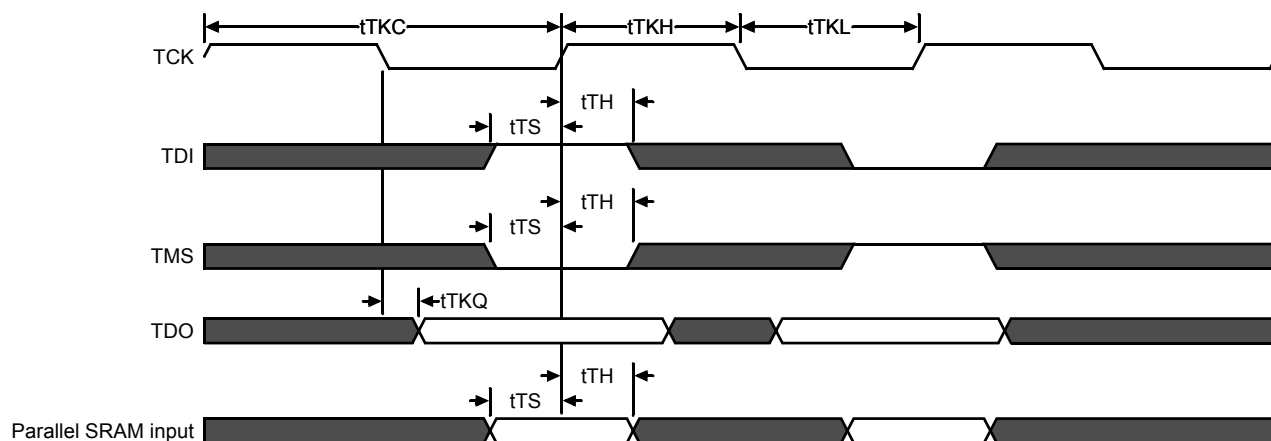 tTKC tTKH tTKL
TCK
tTH
tTS
TDI
tTH
tTS
TMS
tTKQ
TDO
tTH
tTS
Parallel SRAM input